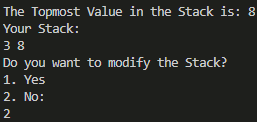 The Topmost Value in the Stack is: 8
Your Stack:
3 8
Do you want to modify the Stack?
1. Yes
2. No:
2